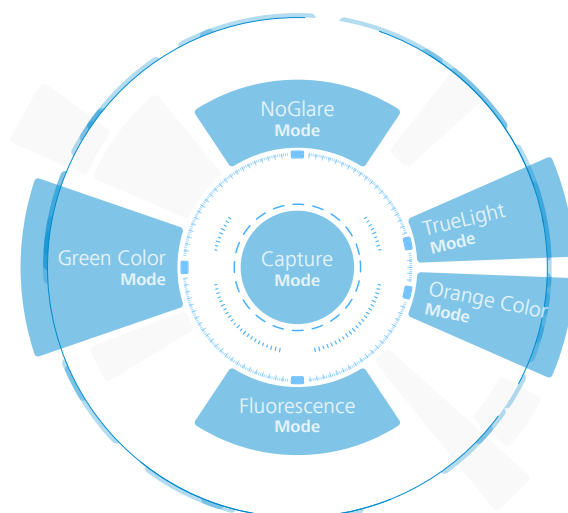 NoGlare
Mode
TrueLight
Mode
Green Color
Mode
Capture
Mode
Orange Color
Mode
Fluorescence
Mode